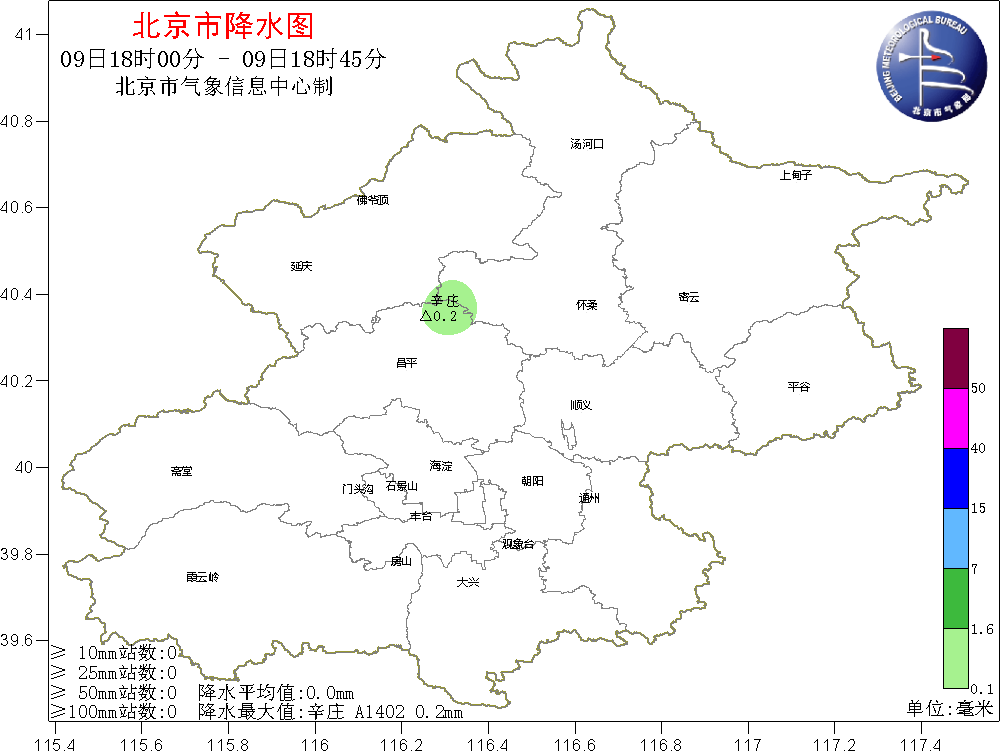 北京市降水图
09日18时00分 - 09日18时45分
北京市气象信息中心制
BEIJING METEOROLOGICAL BUREAU
北京市气象局
41
40.8
40.6
40.4
40.2
40
39.8
39.6
汤河口
上甸子
佛爷顶
延庆
怀柔
密云
辛庄
△0.2
昌平
平谷
顺义
斋堂
海淀
朝阳
门头沟
石景山
通州
丰台
观象台
房山
霞云岭
大兴
50
40
15
7
1.6
0.1
单位:毫米
≥ 10mm站数:0
≥ 25mm站数:0
≥ 50mm站数:0 降水平均值:0.0mm
≥100mm站数:0 降水最大值:辛庄 A1402 0.2mm
115.4 115.6 115.8 116 116.2 116.4 116.6 116.8 117 117.2 117.4